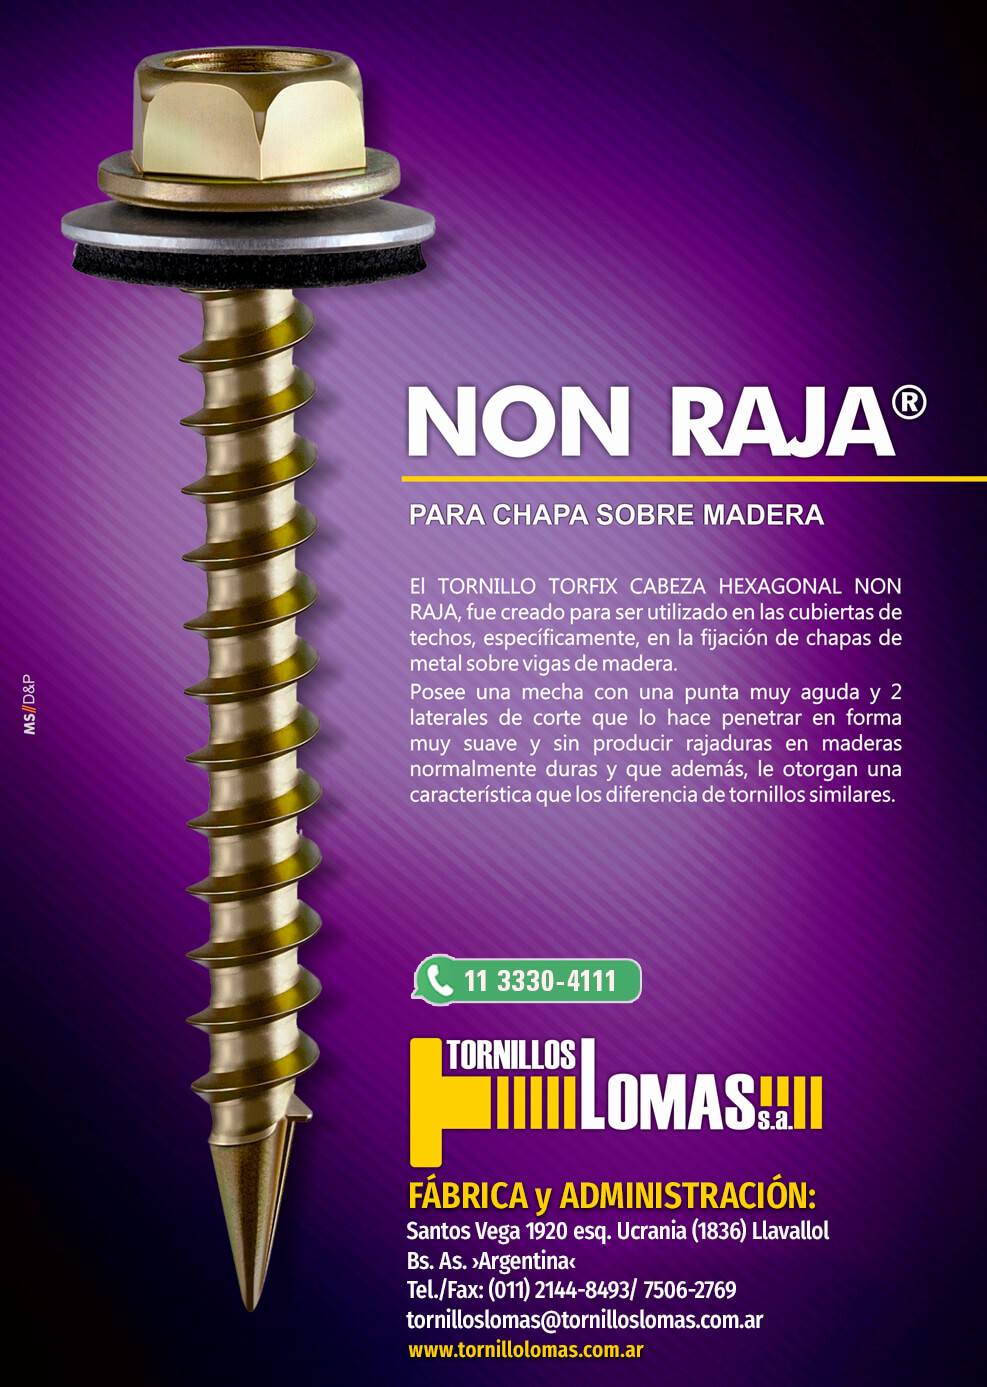 NON RAJA®
PARA CHAPA SOBRE MADERA
El TORNILLO TORFIX CABEZA HEXAGONAL NON
RAJA, fue creado para ser utilizado en las cubiertas de
techos, específicamente, en la fijación de chapas de
metal sobre vigas de madera.
Posee una mecha con una punta muy aguda y 2
laterales de corte que lo hace penetrar en forma
muy suave y sin producir rajaduras en maderas
normalmente duras y que además, le otorgan una
característica que los diferencia de tornillos similares.
MS//D&P
11 3330-4111
TORNILLOS
LOMAS s.a.
FÁBRICA y ADMINISTRACIÓN:
Santos Vega 1920 esq. Ucrania (1836) Llavallol
Bs. As. ›Argentina‹
Tel./Fax: (011) 2144-8493/ 7506-2769
tornilloslomas@tornilloslomas.com.ar
www.tornillolomas.com.ar